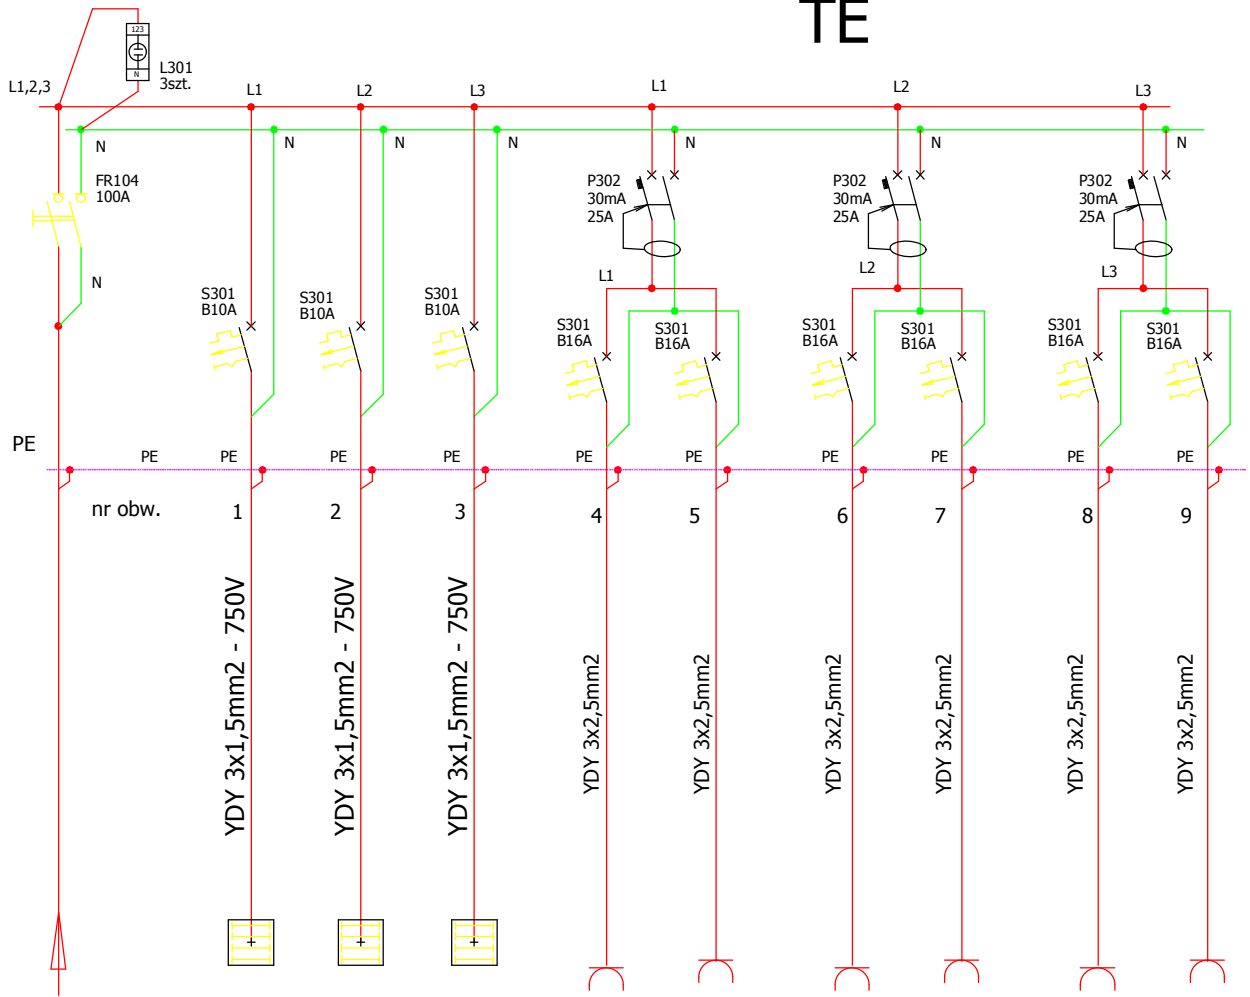 TE
123
N
L301
3szt.
L1,2,3
L1
L2
L3
L1
L2
L3
N
N
N
N
N
N
N
FR104
100A
P302
30mA
25A
P302
30mA
25A
P302
30mA
25A
N
L1
L2
L3
S301
B10A
S301
B10A
S301
B10A
S301
B16A
S301
B16A
S301
B16A
S301
B16A
S301
B16A
S301
B16A
PE
PE
PE
PE
PE
PE
PE
PE
PE
PE
PE
nr obw.
1
2
3
4
5
6
7
8
9
YDY 3x1,5mm2 - 750V
YDY 3x1,5mm2 - 750V
YDY 3x1,5mm2 - 750V
YDY 3x2,5mm2
YDY 3x2,5mm2
YDY 3x2,5mm2
YDY 3x2,5mm2
YDY 3x2,5mm2
YDY 3x2,5mm2